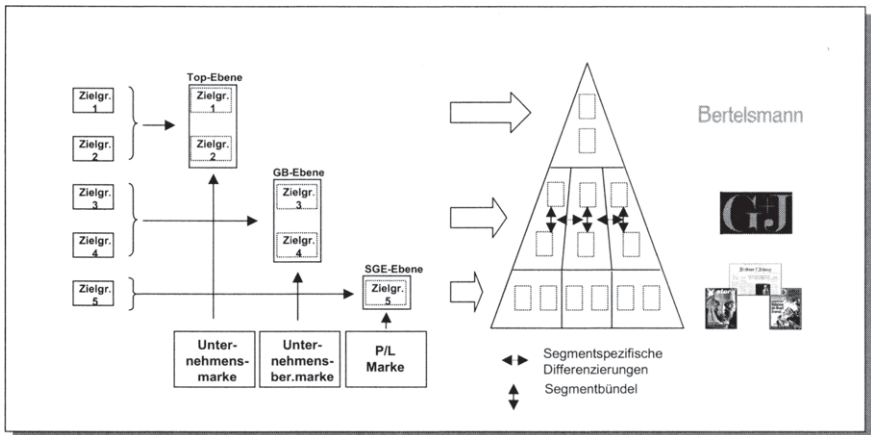 Top-Ebene
Zielgr.
1
Zielgr.
1
Zielgr.
2
Zielgr.
2
GB-Ebene
Zielgr.
3
Zielgr.
3
Zielgr.
4
Zielgr.
4
SGE-Ebene
Zielgr.
5
Zielgr.
5
Unter-
nehmens-
marke
Unter-
nehmens-
ber.marke
P/L
Marke
Bertelsmann
G+J
Segmentspezifische
Differenzierungen
Segmentbündel